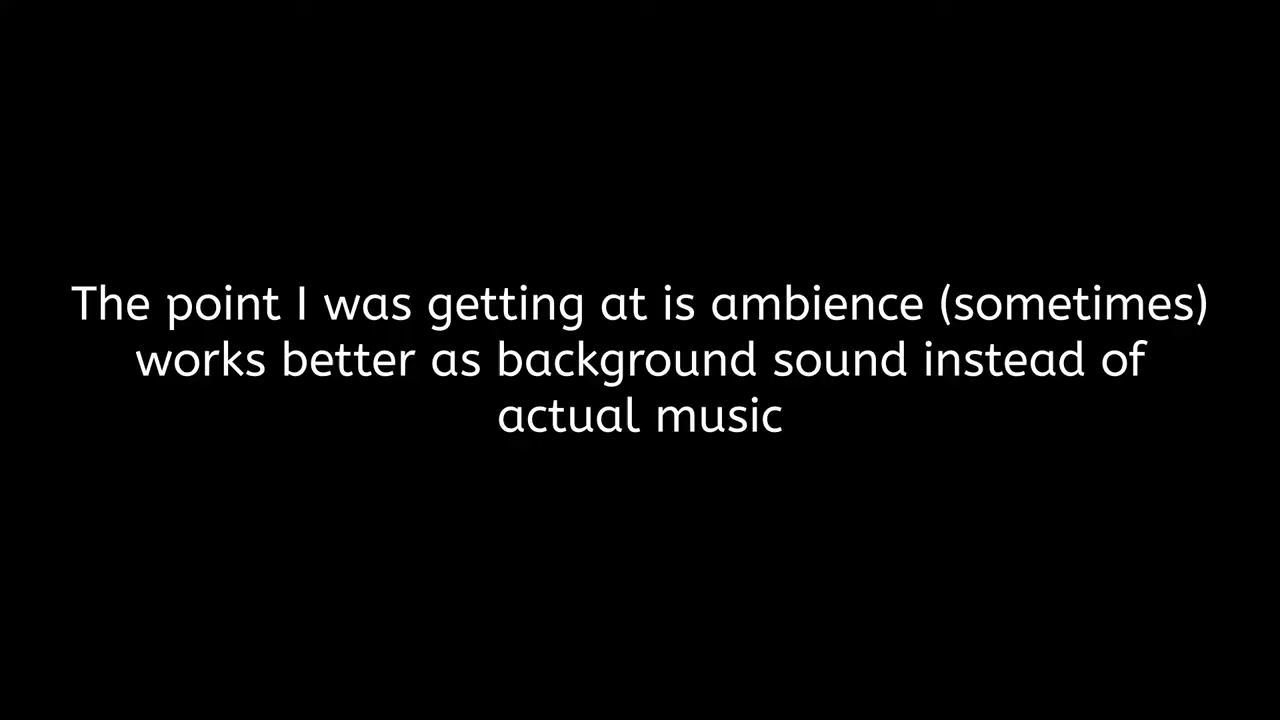 The point I was getting at is ambience (sometimes)
works better as background sound instead of
actual music